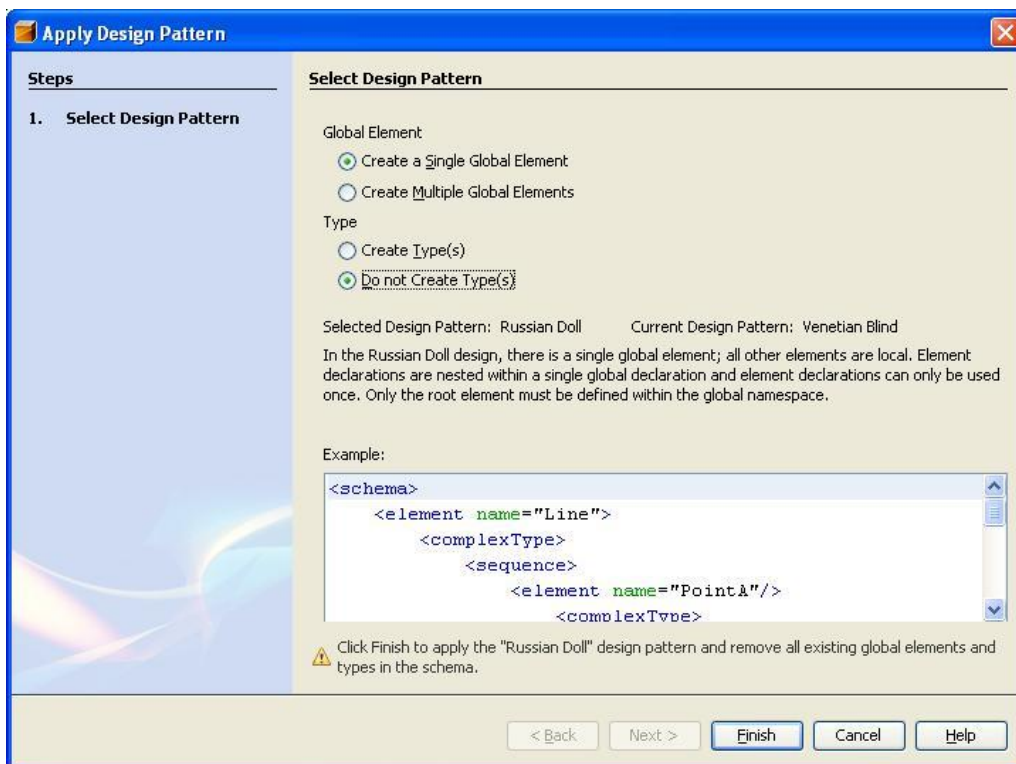 Apply Design Pattern
Steps
1. Select Design Pattern
Select Design Pattern
Global Element
Create a Single Global Element
Create Multiple Global Elements
Type
Create Type(s)
Do not Create Type(s)
Selected Design Pattern: Russian Doll Current Design Pattern: Venetian Blind
In the Russian Doll design, there is a single global element; all other elements are local. Element
declarations are nested within a single global declaration and element declarations can only be used
once. Only the root element must be defined within the global namespace.
Example:
<schema>
<element name="Line">
<complexType>
<sequence>
<element name="PointA"/>
<complexType>
Click Finish to apply the "Russian Doll" design pattern and remove all existing global elements and
types in the schema.
< Back Next > Finish Cancel Help